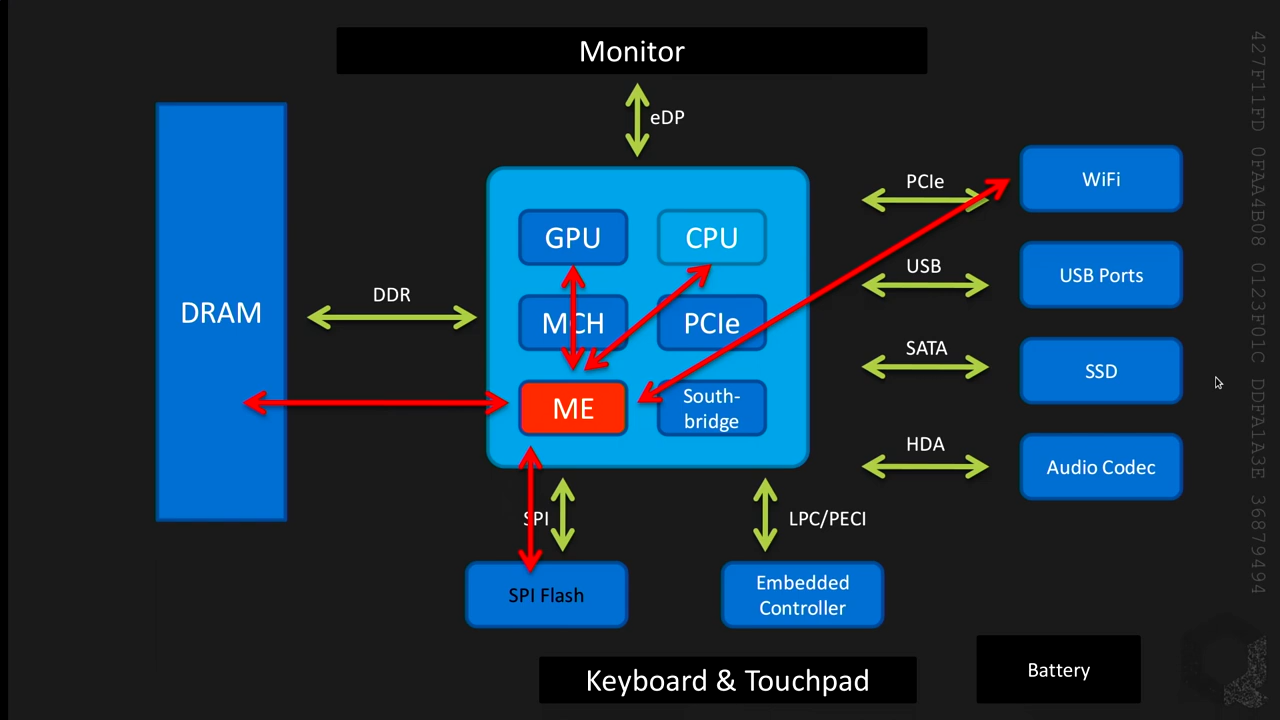 Monitor
eDP
DRAM
DDR
GPU
CPU
MCH
PCIe
ME
South-
bridge
PCIe
WiFi
USB
USB Ports
SATA
SSD
HDA
Audio Codec
SPI
LPC/PECI
SPI Flash
Embedded
Controller
Keyboard & Touchpad
Battery
427F11FD 0FAA4B08 0123F01C DDFA1A3E 36879494